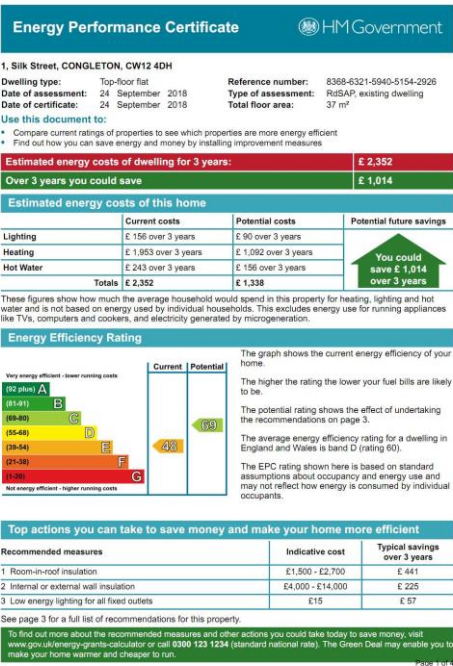 Energy Performance Certificate
HM Government
1, Silk Street, CONGLETON, CW12 4DH
Dwelling type: Top-floor flat
Reference number: 8368-6321-5940-5154-2926
Date of assessment: 24 September 2018
Type of assessment: RdSAP, existing dwelling
Date of certificate: 24 September 2018
Total floor area: 37 m²
Use this document to:
• Compare current ratings of properties to see which properties are more energy efficient
• Find out how you can save energy and money by installing improvement measures
Estimated energy costs of dwelling for 3 years: £ 2,352
Over 3 years you could save £ 1,014
Estimated energy costs of this home
Current costs Potential costs Potential future savings
Lighting £ 156 over 3 years £ 90 over 3 years
Heating £ 1,953 over 3 years £ 1,092 over 3 years
Hot Water £ 243 over 3 years £ 156 over 3 years
Totals £ 2,352 £ 1,338
You could
save £ 1,014
over 3 years
These figures show how much the average household would spend in this property for heating, lighting and hot
water and is not based on energy used by individual households. This excludes energy use for running appliances
like TVs, computers and cookers, and electricity generated by microgeneration.
Energy Efficiency Rating
Current Potential
Very energy efficient - lower running costs
(92 plus) A
(81-91) B
(69-80) C
(55-68) D
(39-54) E
(21-38) F
(1-20) G
Not energy efficient - higher running costs
48
69
The graph shows the current energy efficiency of your
home.
The higher the rating the lower your fuel bills are likely
to be.
The potential rating shows the effect of undertaking
the recommendations on page 3.
The average energy efficiency rating for a dwelling in
England and Wales is band D (rating 60).
The EPC rating shown here is based on standard
assumptions about occupancy and energy use and
may not reflect how energy is consumed by individual
occupants.
Top actions you can take to save money and make your home more efficient
Recommended measures Indicative cost Typical savings
over 3 years
1 Room-in-roof insulation £1,500 - £2,700 £ 441
2 Internal or external wall insulation £4,000 - £14,000 £ 225
3 Low energy lighting for all fixed outlets £15 £ 57
See page 3 for a full list of recommendations for this property.
To find out more about the recommended measures and other actions you could take today to save money, visit
www.gov.uk/energy-grants-calculator or call 0300 123 1234 (standard national rate). The Green Deal may enable you to
make your home warmer and cheaper to run.
Page 1 of 4